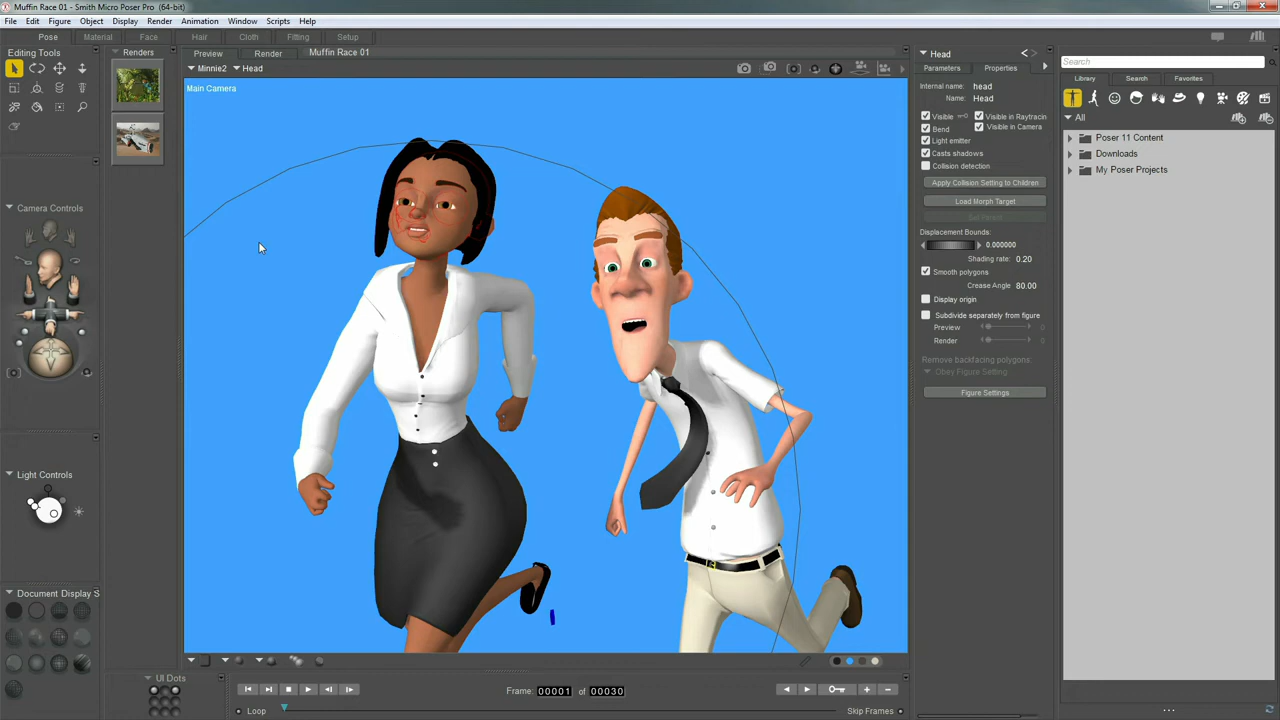 Muffin Race 01 - Smith Micro Poser Pro (64-bit)
File Edit Figure Object Display Render Animation Window Scripts Help
Pose Material Face Hair Cloth Fitting Setup
Editing Tools
Renders
Preview Render Muffin Race 01
Minnie2 Head
Main Camera
Camera Controls
Light Controls
Document Display S
UI Dots
Frame: 00001 of 00030
Loop
Skip Frames
Head
Parameters Properties
Internal name: head
Name: Head
Visible
Visible in Raytracin
Bend
Visible in Camera
Light emitter
Casts shadows
Collision detection
Apply Collision Setting to Children
Load Morph Target
Set Parent
Displacement Bounds:
0.000000
Shading rate: 0.20
Smooth polygons
Crease Angle 80.00
Display origin
Subdivide separately from figure
Preview 0
Render 0
Remove backfacing polygons:
Obey Figure Setting
Figure Settings
Search
Library Search Favorites
All
Poser 11 Content
Downloads
My Poser Projects